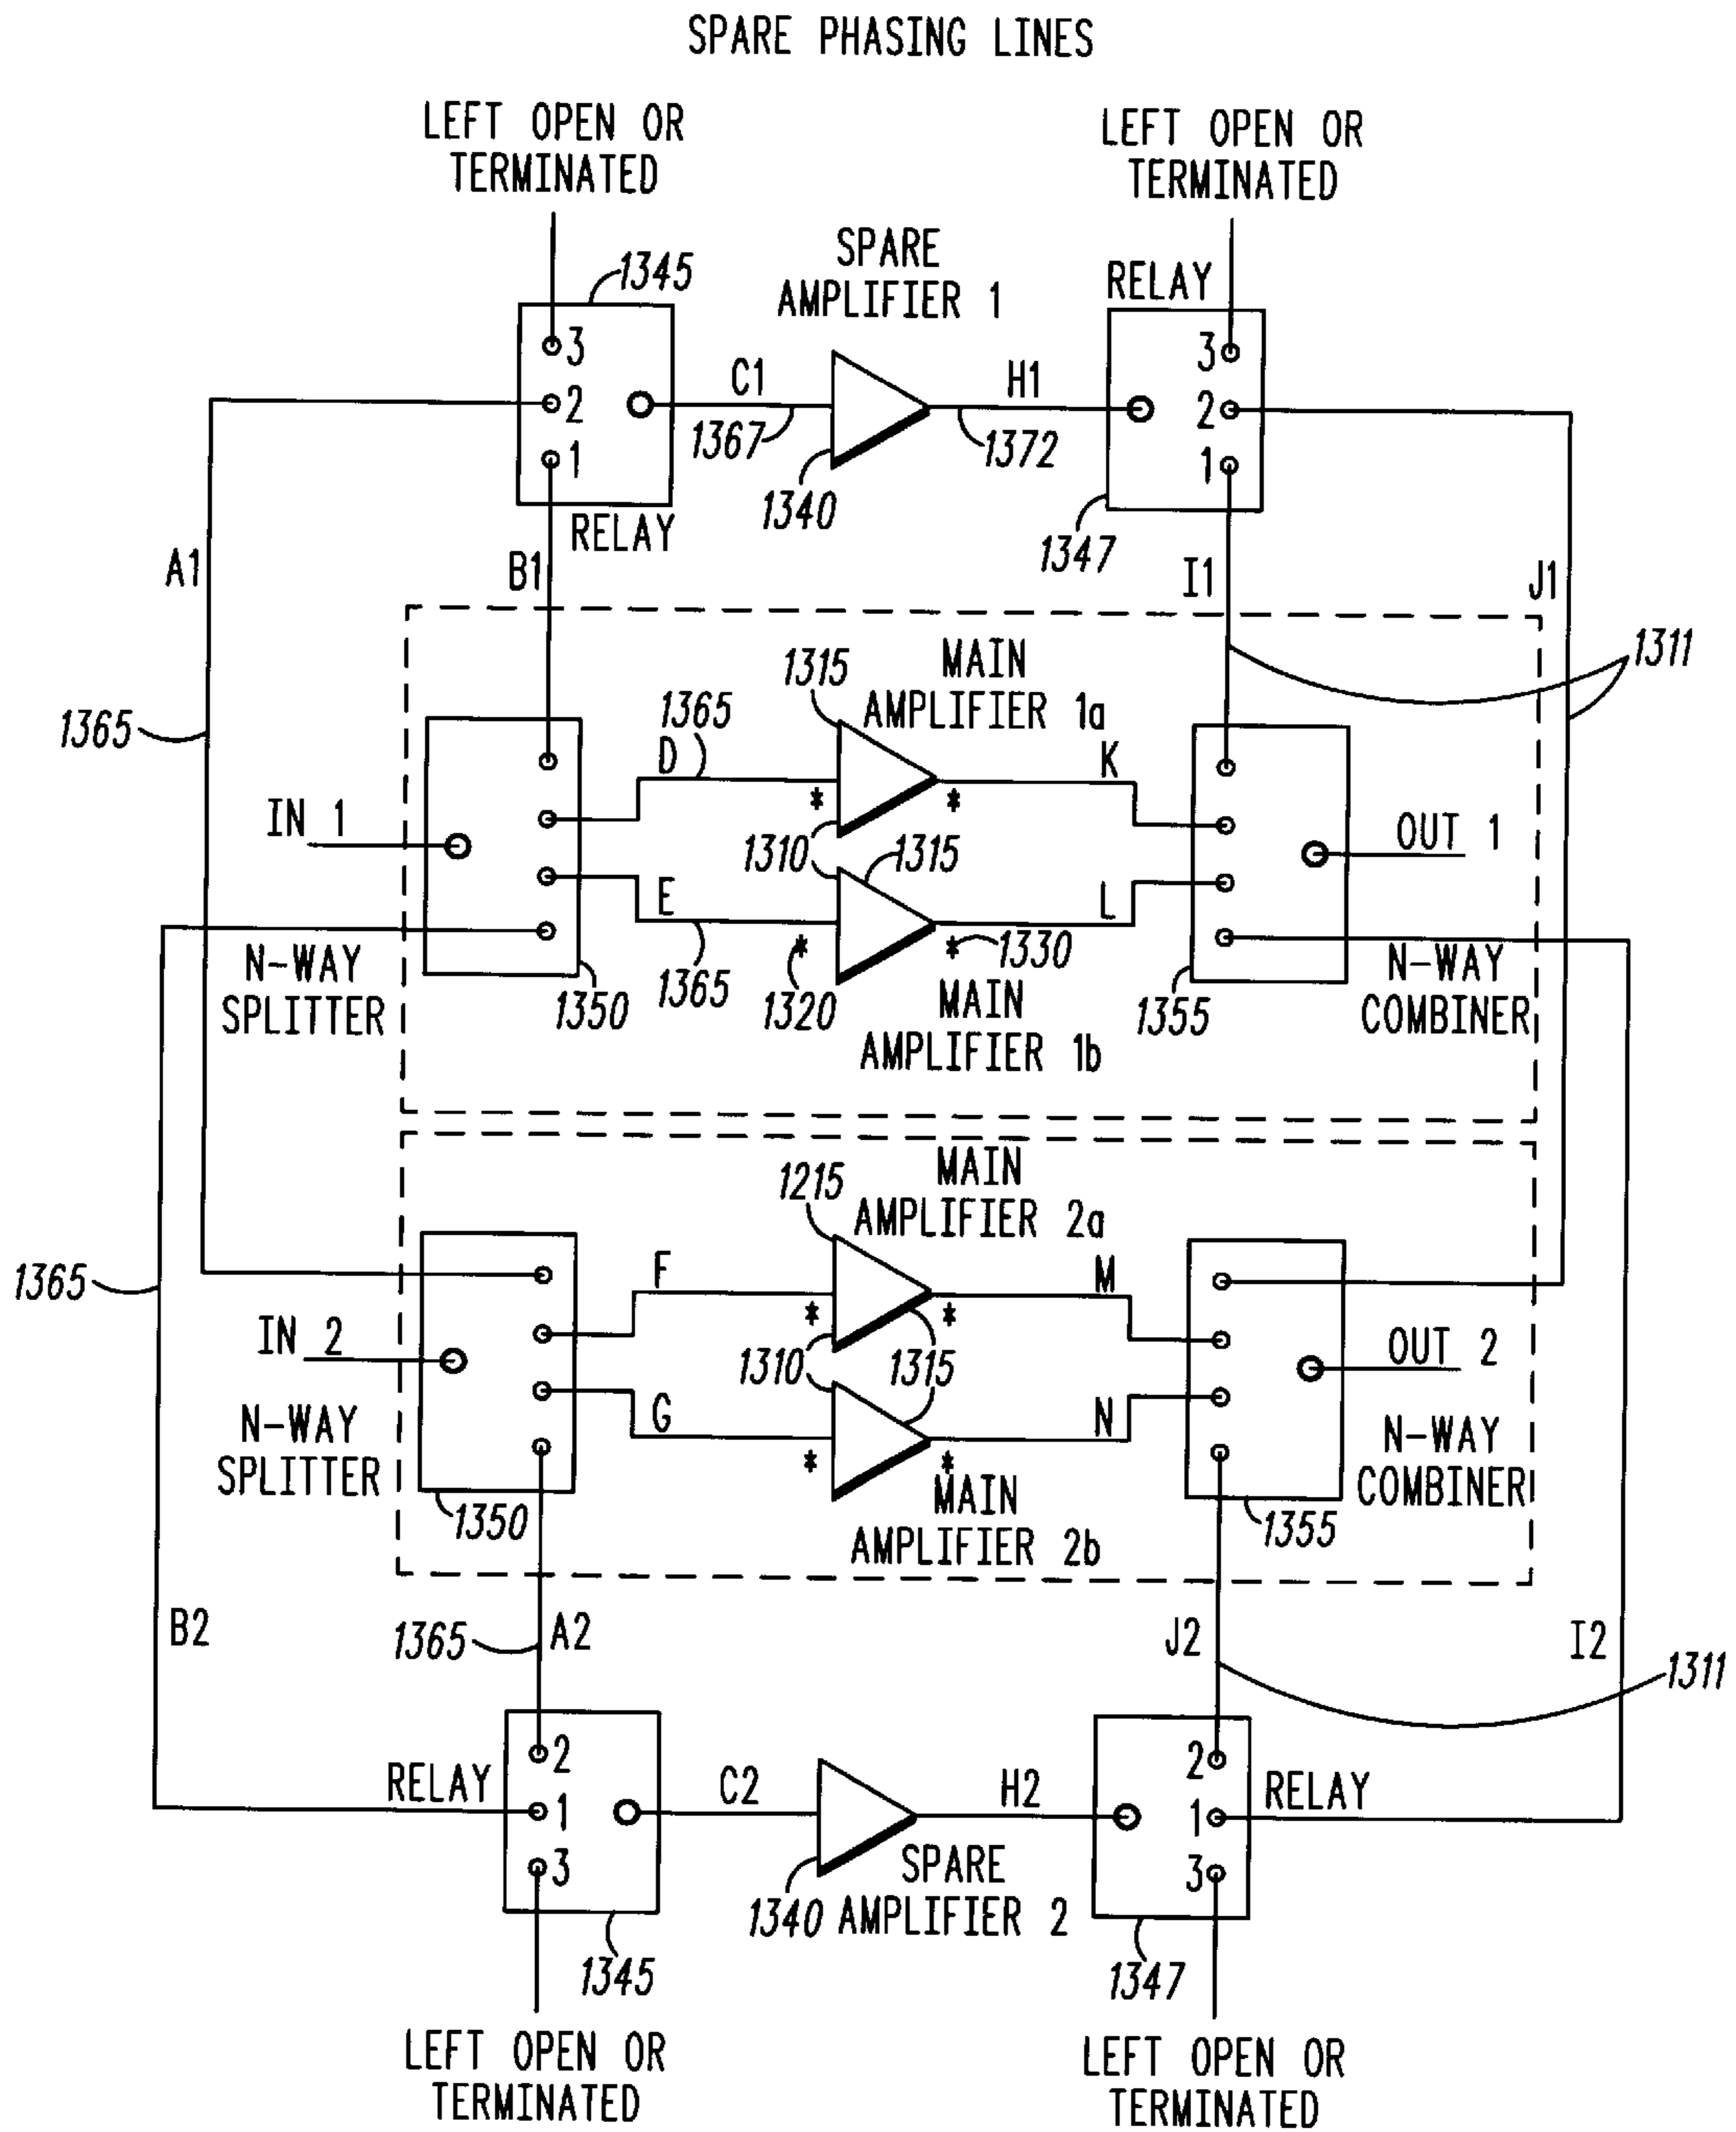 SPARE PHASING LINES
LEFT OPEN OR
TERMINATED
LEFT OPEN OR
TERMINATED
1345
SPARE
AMPLIFIER 1
RELAY
3
2
1
C1
1367
1340
H1
1372
3
2
1
RELAY
1347
A1
B1
I1
J1
1311
1365
1315
MAIN
AMPLIFIER 1a
1365
D
*
*
K
IN 1
1310
1315
OUT 1
E
1365
*
1320
*
1330
L
N-WAY
SPLITTER
1350
MAIN
AMPLIFIER 1b
1355
N-WAY
COMBINER
1215
MAIN
AMPLIFIER 2a
1365
F
*
*
M
IN 2
1310
1315
OUT 2
G
*
*
N
N-WAY
SPLITTER
1350
MAIN
AMPLIFIER 2b
N-WAY
COMBINER
1355
B2
1365
A2
J2
I2
1311
RELAY
2
1
3
C2
H2
2
1
3
RELAY
1340
SPARE
AMPLIFIER 2
1345
1347
LEFT OPEN OR
TERMINATED
LEFT OPEN OR
TERMINATED